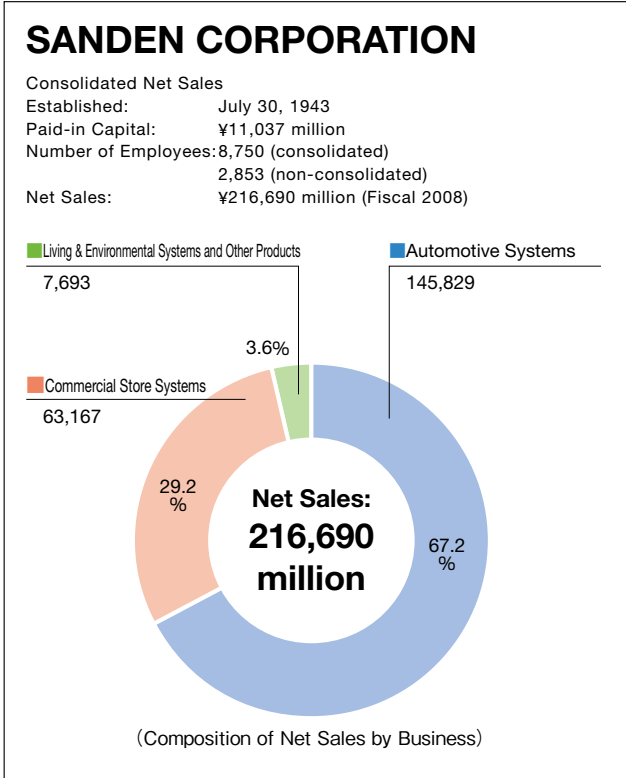 SANDEN CORPORATION
Consolidated Net Sales
Established: July 30, 1943
Paid-in Capital: ¥11,037 million
Number of Employees: 8,750 (consolidated)
2,853 (non-consolidated)
Net Sales: ¥216,690 million (Fiscal 2008)
Living & Environmental Systems and Other Products
7,693
Automotive Systems
145,829
3.6%
Commercial Store Systems
63,167
29.2
%
Net Sales:
216,690
million
67.2
%
(Composition of Net Sales by Business)